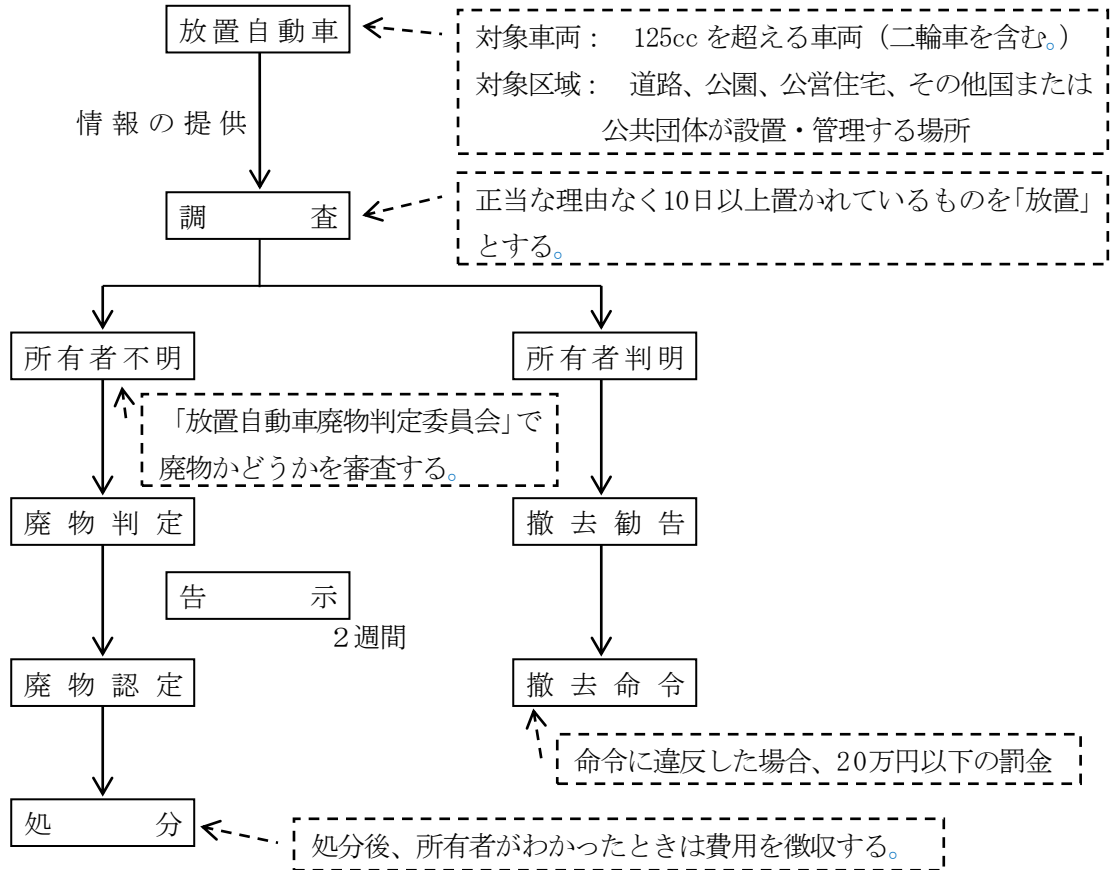 放置自動車
対象車両： 125cc を超える車両（二輪車を含む。）
対象区域： 道路、公園、公営住宅、その他国または
公共団体が設置・管理する場所
情報の提供
調 査
正当な理由なく10日以上置かれているものを「放置」
とする。
所有者不明
所有者判明
「放置自動車廃物判定委員会」で
廃物かどうかを審査する。
廃物判定
撤去勧告
告 示
２週間
廃物認定
撤去命令
命令に違反した場合、20万円以下の罰金
処 分
処分後、所有者がわかったときは費用を徴収する。